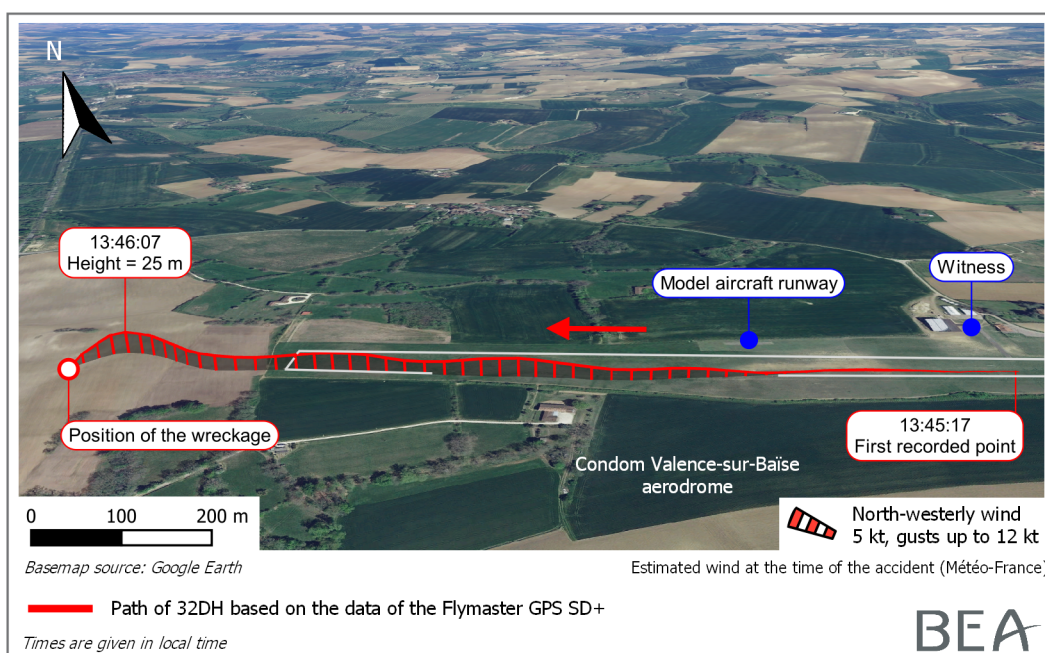 N
13:46:07
Height = 25 m
Witness
Model aircraft runway
Position of the wreckage
13:45:17
First recorded point
Condom Valence-sur-Baïse
aerodrome
0 100 200 m
North-westerly wind
5 kt, gusts up to 12 kt
Basemap source: Google Earth
Estimated wind at the time of the accident (Météo-France)
Path of 32DH based on the data of the Flymaster GPS SD+
Times are given in local time
BEA